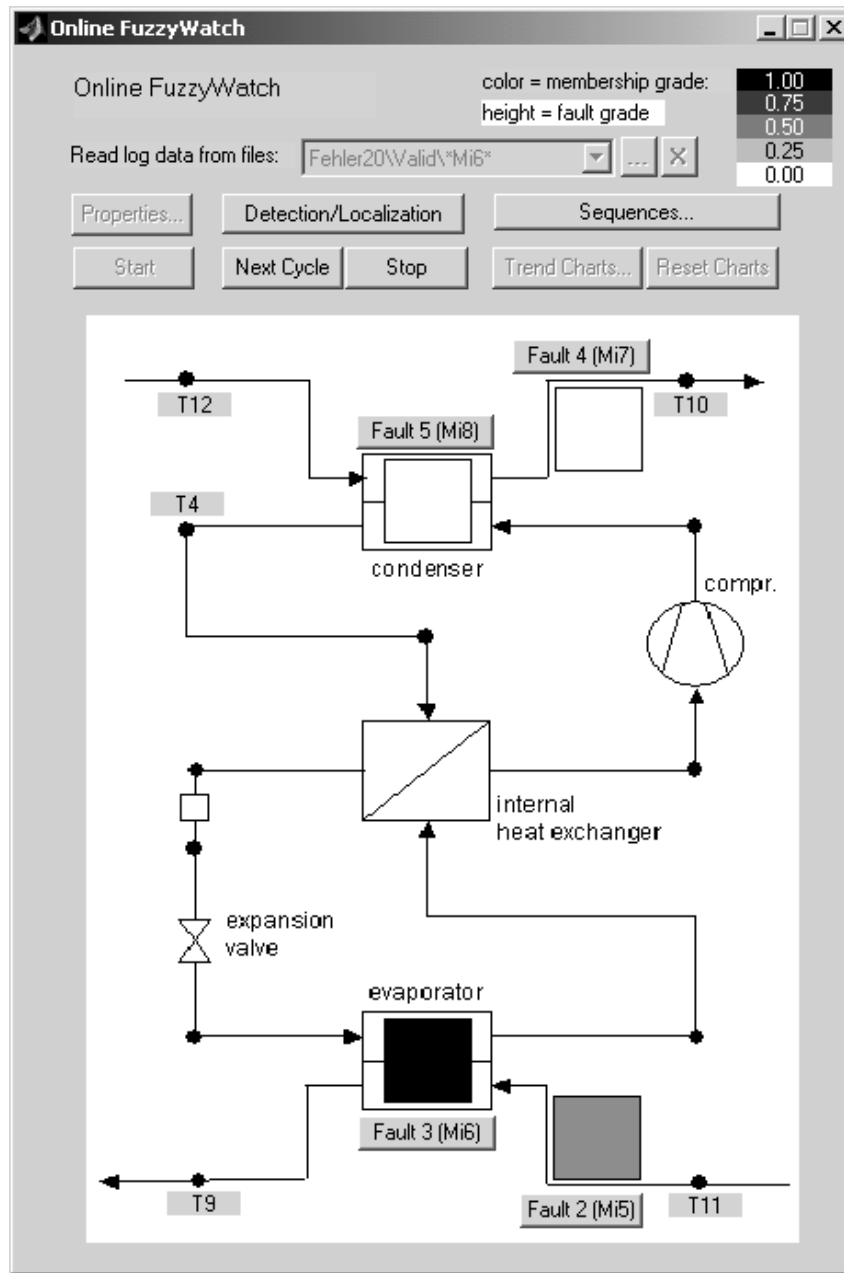 Online FuzzyWatch
Online FuzzyWatch
color = membership grade:
height = fault grade
1.00
0.75
0.50
0.25
0.00
Read log data from files:
Fehler20\Valid\*Mi6*
...
Properties...
Detection/Localization
Sequences...
Start
Next Cycle
Stop
Trend Charts...
Reset Charts
Fault 4 (Mi7)
T12
T10
Fault 5 (Mi8)
T4
condenser
compr.
internal
heat exchanger
expansion
valve
evaporator
Fault 3 (Mi6)
T9
Fault 2 (Mi5)
T11